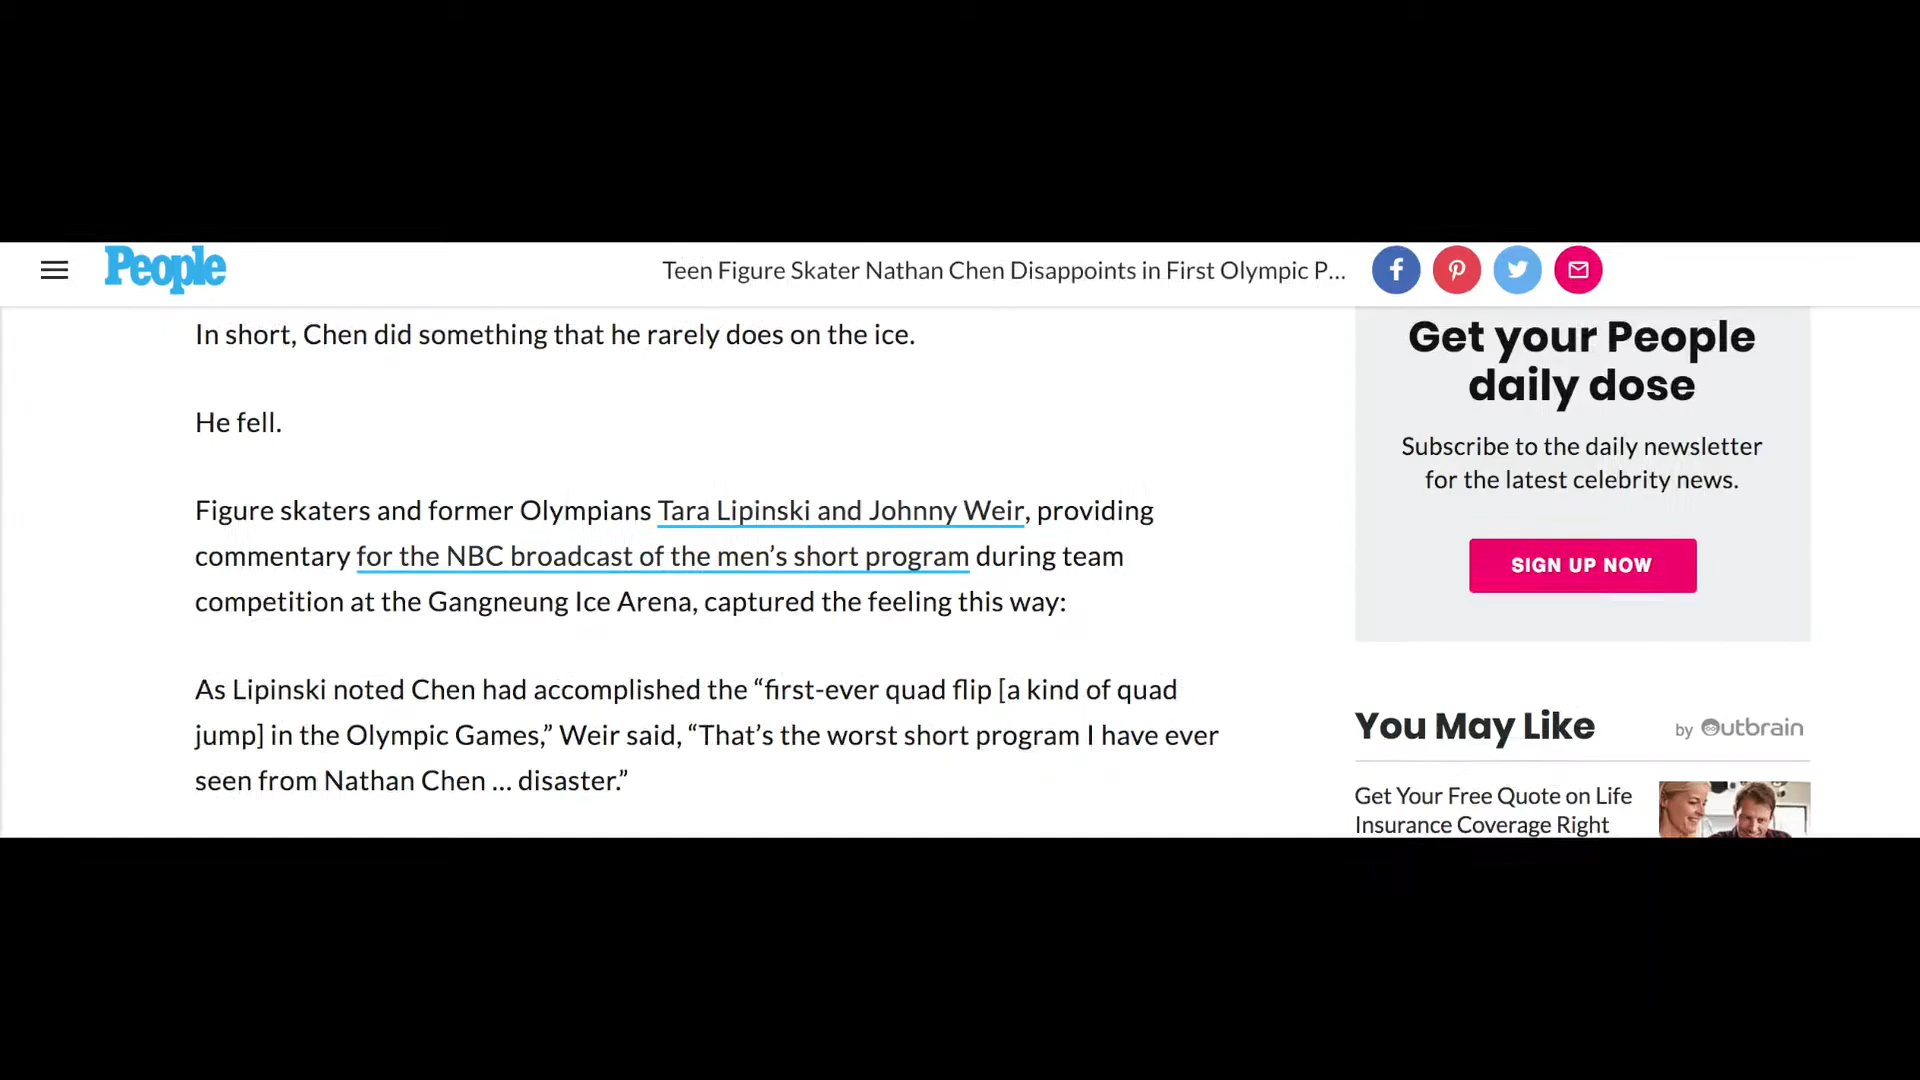 People
Teen Figure Skater Nathan Chen Disappoints in First Olympic P...
In short, Chen did something that he rarely does on the ice.
He fell.
Figure skaters and former Olympians Tara Lipinski and Johnny Weir, providing
commentary for the NBC broadcast of the men’s short program during team
competition at the Gangneung Ice Arena, captured the feeling this way:
As Lipinski noted Chen had accomplished the “first-ever quad flip [a kind of quad
jump] in the Olympic Games,” Weir said, “That’s the worst short program I have ever
seen from Nathan Chen ... disaster.”
Get your People
daily dose
Subscribe to the daily newsletter
for the latest celebrity news.
SIGN UP NOW
You May Like
by Outbrain
Get Your Free Quote on Life
Insurance Coverage Right